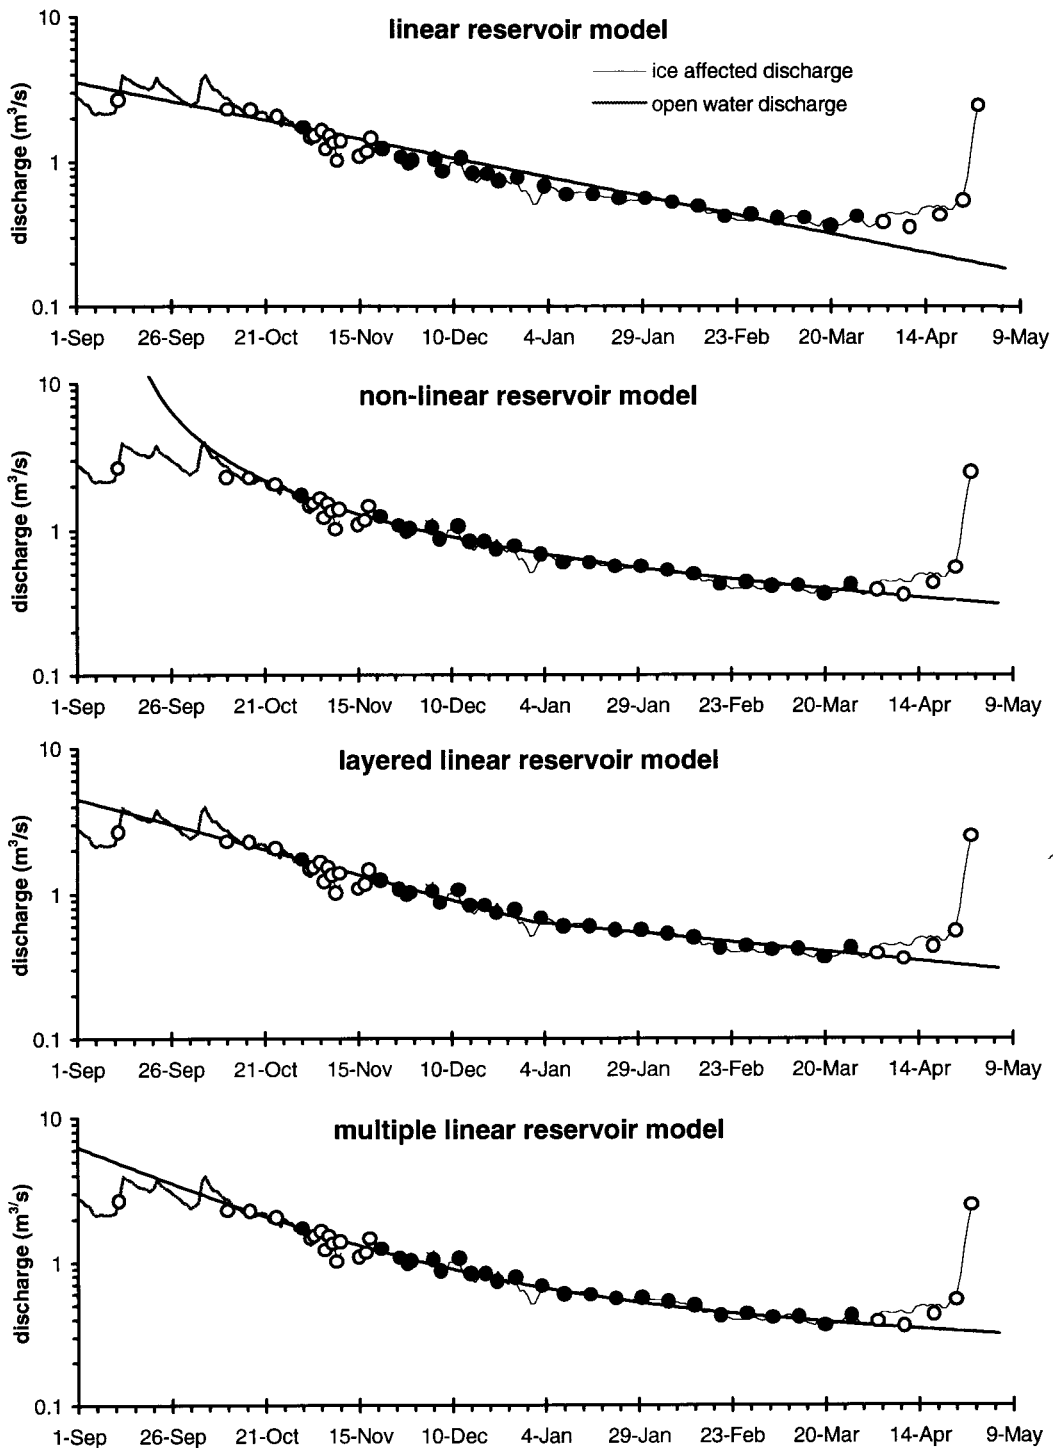 linear reservoir model
ice affected discharge
open water discharge
discharge (m³/s)
10
1
0.1
1-Sep 26-Sep 21-Oct 15-Nov 10-Dec 4-Jan 29-Jan 23-Feb 20-Mar 14-Apr 9-May
non-linear reservoir model
discharge (m³/s)
10
1
0.1
1-Sep 26-Sep 21-Oct 15-Nov 10-Dec 4-Jan 29-Jan 23-Feb 20-Mar 14-Apr 9-May
layered linear reservoir model
discharge (m³/s)
10
1
0.1
1-Sep 26-Sep 21-Oct 15-Nov 10-Dec 4-Jan 29-Jan 23-Feb 20-Mar 14-Apr 9-May
multiple linear reservoir model
discharge (m³/s)
10
1
0.1
1-Sep 26-Sep 21-Oct 15-Nov 10-Dec 4-Jan 29-Jan 23-Feb 20-Mar 14-Apr 9-May